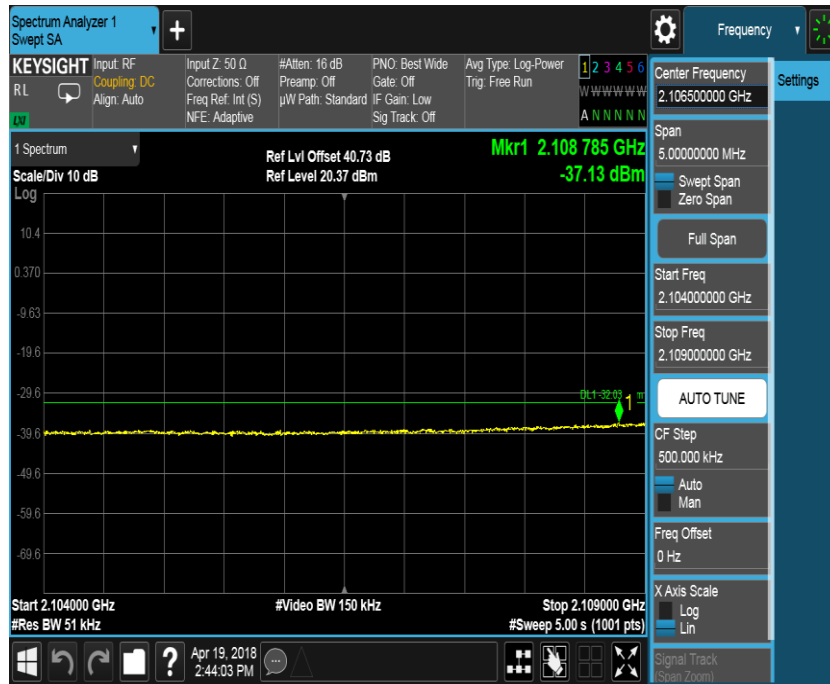 Spectrum Analyzer 1
Swept SA
+
Frequency
KEYSIGHT
RL
LXI
Input: RF
Coupling: DC
Align: Auto
Input Z: 50 Ω
Corrections: Off
Freq Ref: Int (S)
NFE: Adaptive
#Atten: 16 dB
Preamp: Off
µW Path: Standard
PNO: Best Wide
Gate: Off
IF Gain: Low
Sig Track: Off
Avg Type: Log-Power
Trig: Free Run
1 2 3 4 5 6
W W W W W W
A N N N N N
1 Spectrum
Scale/Div 10 dB
Log
Ref Lvl Offset 40.73 dB
Ref Level 20.37 dBm
Mkr1 2.108 785 GHz
-37.13 dBm
10.4
0.370
-9.63
-19.6
-29.6
-39.6
-49.6
-59.6
-69.6
DL1 -32.03
1
Start 2.104000 GHz
#Res BW 51 kHz
#Video BW 150 kHz
Stop 2.109000 GHz
#Sweep 5.00 s (1001 pts)
?
Apr 19, 2018
2:44:03 PM
Center Frequency
2.106500000 GHz
Span
5.00000000 MHz
Swept Span
Zero Span
Full Span
Start Freq
2.104000000 GHz
Stop Freq
2.109000000 GHz
AUTO TUNE
CF Step
500.000 kHz
Auto
Man
Freq Offset
0 Hz
X Axis Scale
Log
Lin
Signal Track
(Span Zoom)
Settings